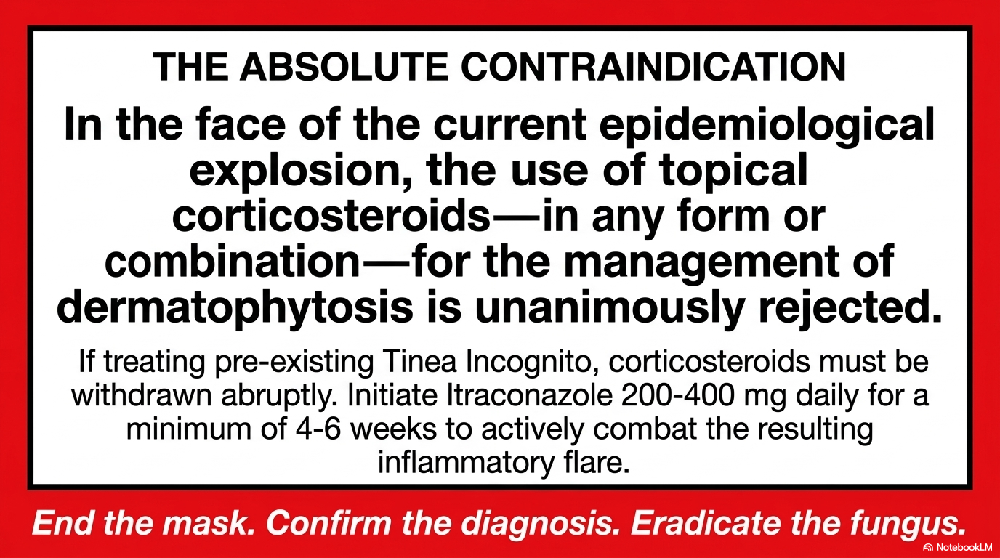 THE ABSOLUTE CONTRAINDICATION
In the face of the current epidemiological
explosion, the use of topical
corticosteroids—in any form or
combination—for the management of
dermatophytosis is unanimously rejected.
If treating pre-existing Tinea Incognito, corticosteroids must be
withdrawn abruptly. Initiate Itraconazole 200-400 mg daily for a
minimum of 4-6 weeks to actively combat the resulting
inflammatory flare.
End the mask. Confirm the diagnosis. Eradicate the fungus.
NotebookLM